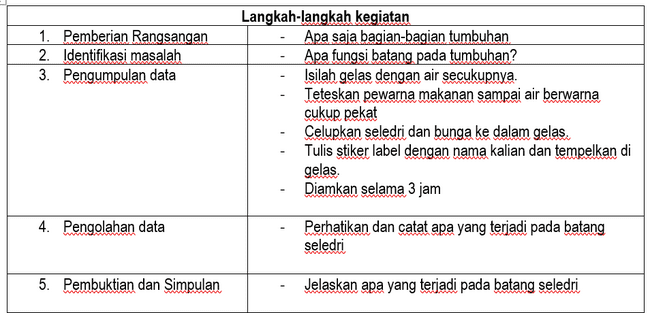 Langkah-langkah kegiatan
1. Pemberian Rangsangan - Apa saja bagian-bagian tumbuhan
2. Identifikasi masalah - Apa fungsi batang pada tumbuhan?
3. Pengumpulan data - Isilah gelas dengan air secukupnya.
- Teteskan pewarna makanan sampai air berwarna
cukup pekat
- Celupkan seledri dan bunga ke dalam gelas.
- Tulis stiker label dengan nama kalian dan tempelkan di
gelas.
- Diamkan selama 3 jam
4. Pengolahan data - Perhatikan dan catat apa yang terjadi pada batang
seledri
5. Pembuktian dan Simpulan - Jelaskan apa yang terjadi pada batang seledri